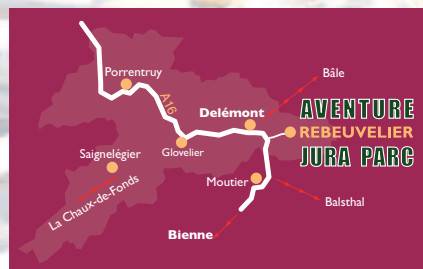 Bâle
Porrentruy
A16
Delémont
AVENTURE
REBEUVELIER
JURA PARC
Glovelier
Saignelégier
Moutier
La Chaux-de-Fonds
Balsthal
Bienne